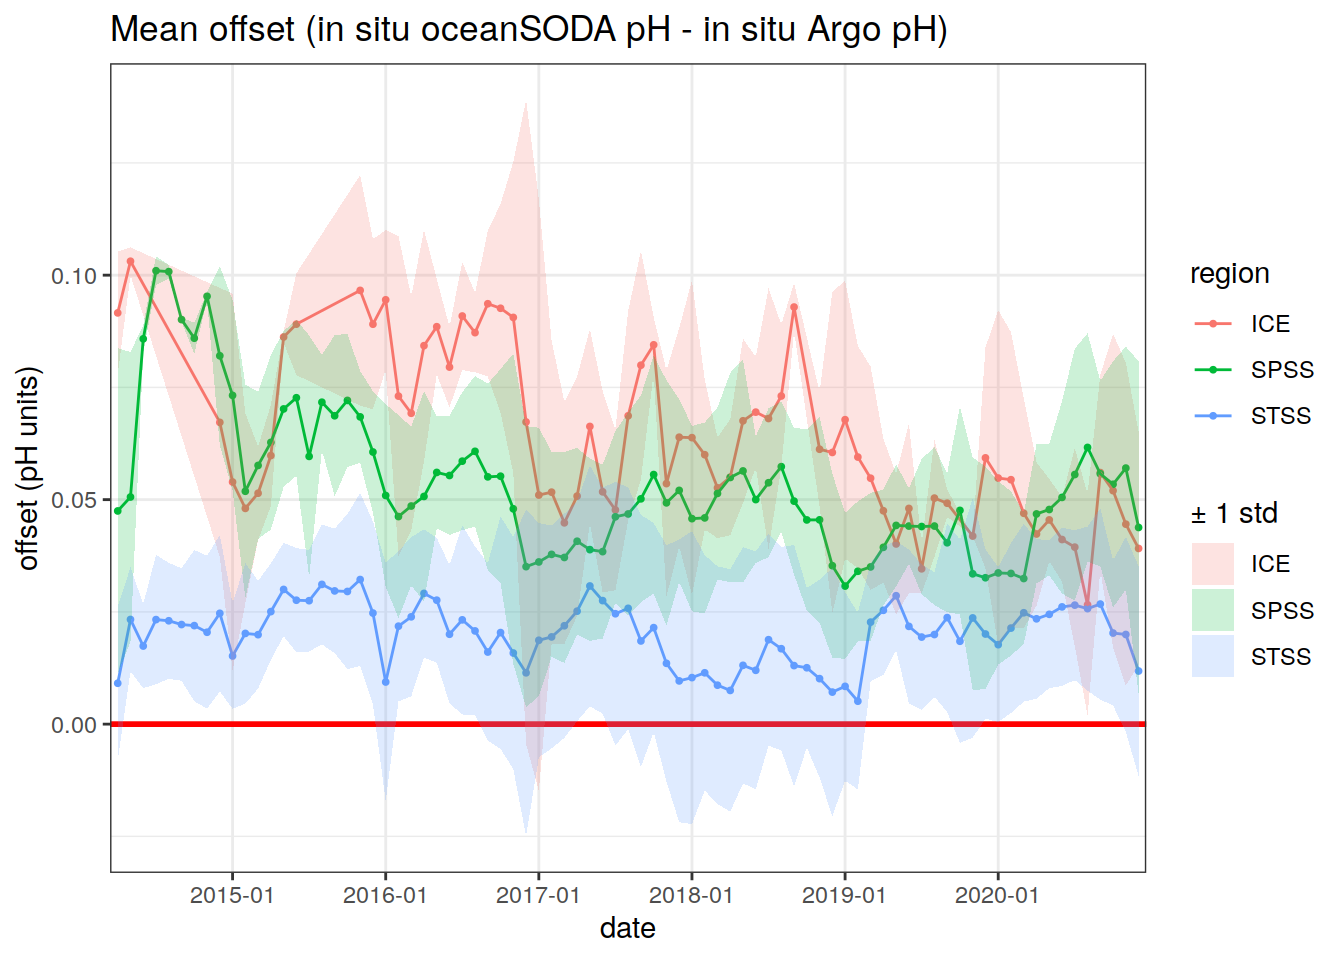 Mean offset (in situ oceanSODA pH - in situ Argo pH)
offset (pH units)
0.10
0.05
0.00
2015-01
2016-01
2017-01
2018-01
2019-01
2020-01
date
region
ICE
SPSS
STSS
± 1 std
ICE
SPSS
STSS